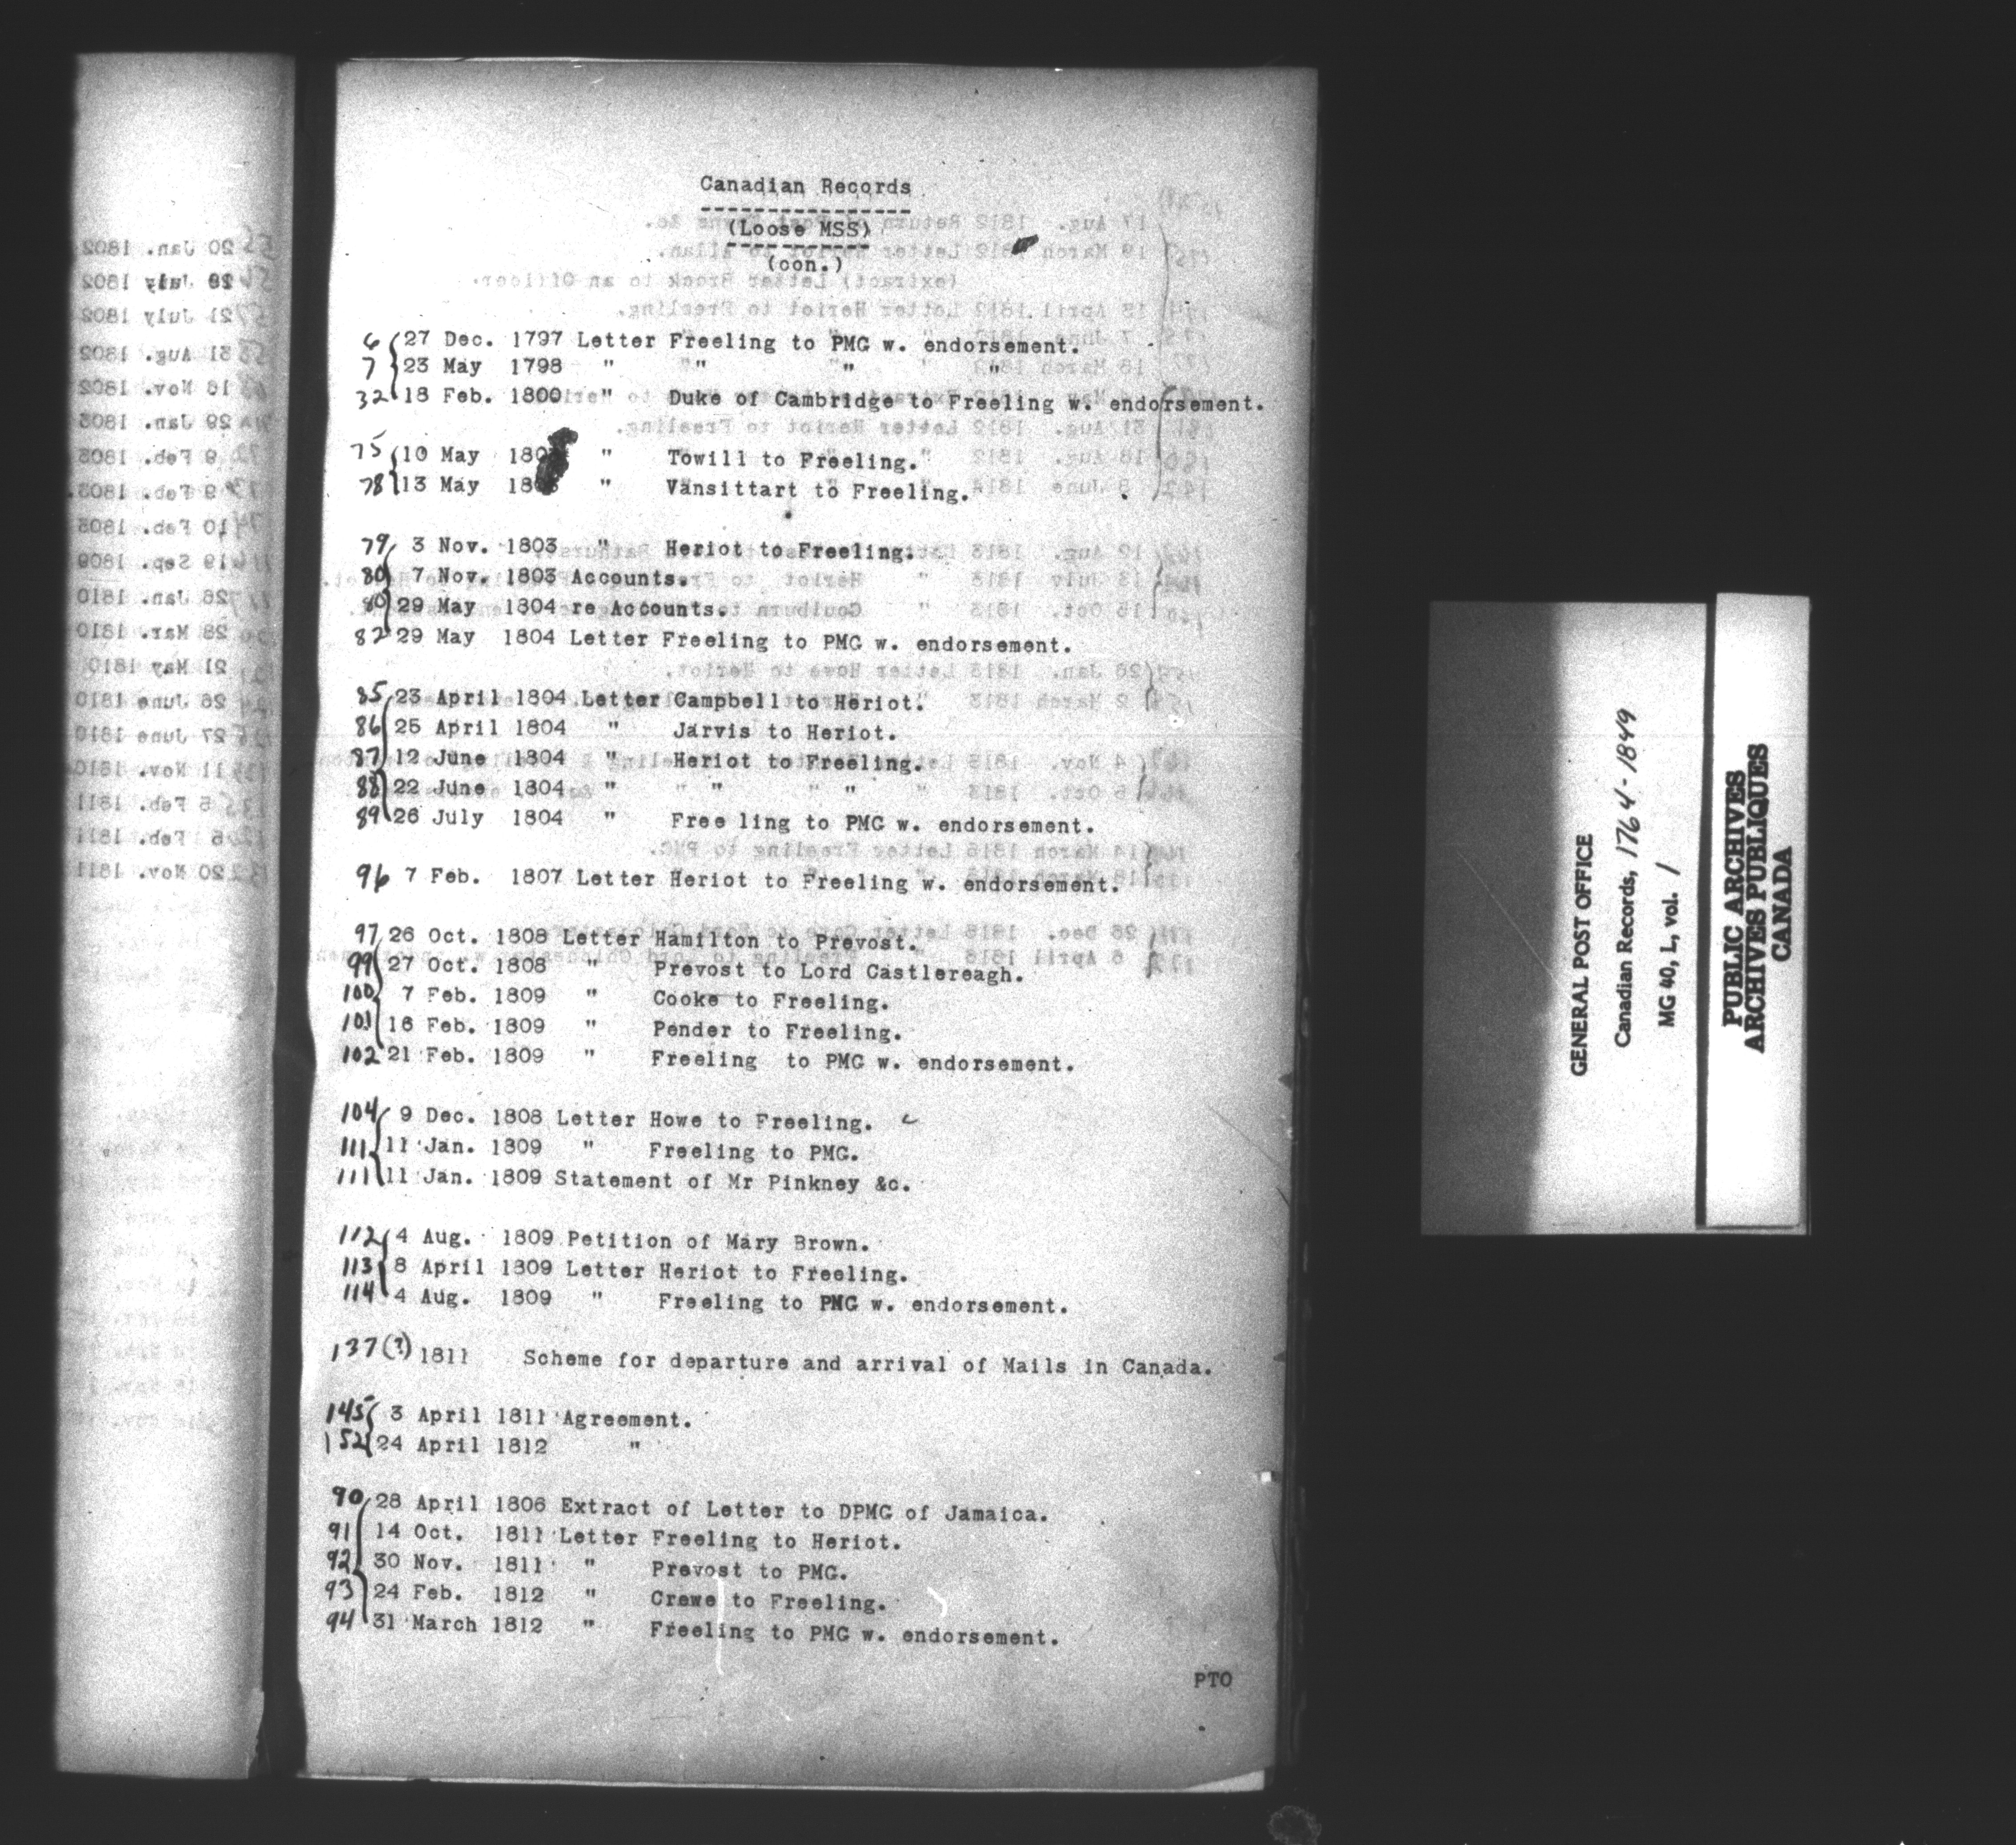 Canadian Records
(Loose MSS)
(con.)
6 27 Dec. 1797 Letter Freeling to PMG w. endorsement.
7 23 May 1798 " " " "
32 18 Feb. 1800 " Duke of Cambridge to Freeling w. endorsement.
75 10 May " Towill to Freeling.
78 13 May " Vansittart to Freeling.
79 3 Nov. 1803 " Heriot to Freeling.
80 7 Nov. 1803 Accounts.
80 29 May 1804 re Accounts.
82 29 May 1804 Letter Freeling to PMG w. endorsement.
85 23 April 1804 Letter Campbell to Heriot.
86 25 April 1804 " Jarvis to Heriot.
87 12 June 1804 " Heriot to Freeling.
88 22 June 1804 " " "
89 26 July 1804 " Free ling to PMG w. endorsement.
96 7 Feb. 1807 Letter Heriot to Freeling w. endorsement.
97 26 Oct. 1808 Letter Hamilton to Prevost.
99 27 Oct. 1808 " Prevost to Lord Castlereagh.
100 7 Feb. 1809 " Cooke to Freeling.
101 16 Feb. 1809 " Pender to Freeling.
102 21 Feb. 1809 " Freeling to PMG w. endorsement.
104 9 Dec. 1808 Letter Howe to Freeling.
111 11 Jan. 1809 " Freeling to PMG.
111 11 Jan. 1809 Statement of Mr Pinkney &c.
112 4 Aug. 1809 Petition of Mary Brown.
113 8 April 1809 Letter Heriot to Freeling.
114 4 Aug. 1809 " Freeling to PMG w. endorsement.
137(?) 1811 Scheme for departure and arrival of Mails in Canada.
145 3 April 1811 Agreement.
152 24 April 1812 "
90 28 April 1806 Extract of Letter to DPMG of Jamaica.
91 14 Oct. 1811 Letter Freeling to Heriot.
92 30 Nov. 1811 " Prevost to PMG.
93 24 Feb. 1812 " Crewe to Freeling.
94 31 March 1812 " Freeling to PMG w. endorsement.
PTO
GENERAL POST OFFICE
Canadian Records, 1764-1849
MG 40, L, vol. 1
PUBLIC ARCHIVES
ARCHIVES PUBLIQUES
CANADA